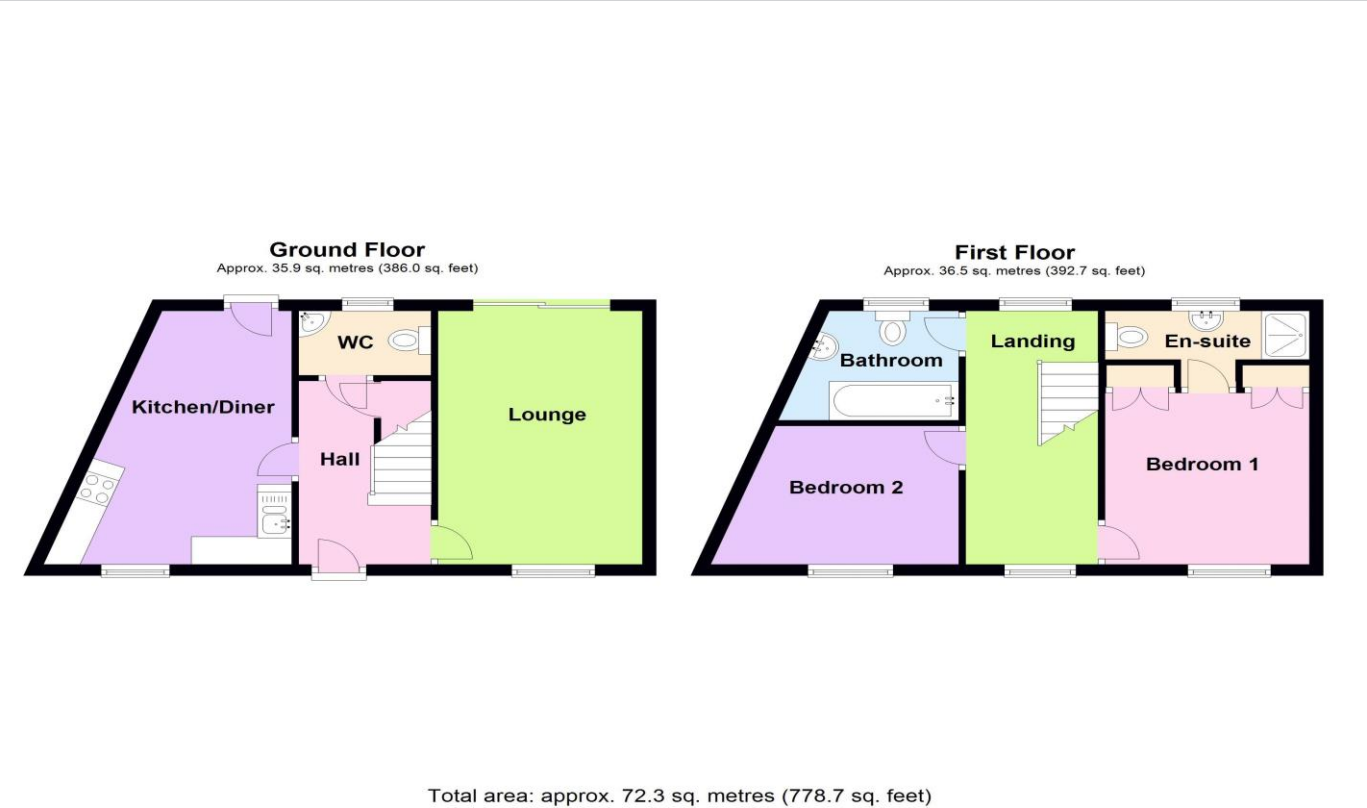 Ground Floor
Approx. 35.9 sq. metres (386.0 sq. feet)
WC
Kitchen/Diner
Lounge
Hall
First Floor
Approx. 36.5 sq. metres (392.7 sq. feet)
Landing
En-suite
Bathroom
Bedroom 1
Bedroom 2
Total area: approx. 72.3 sq. metres (778.7 sq. feet)